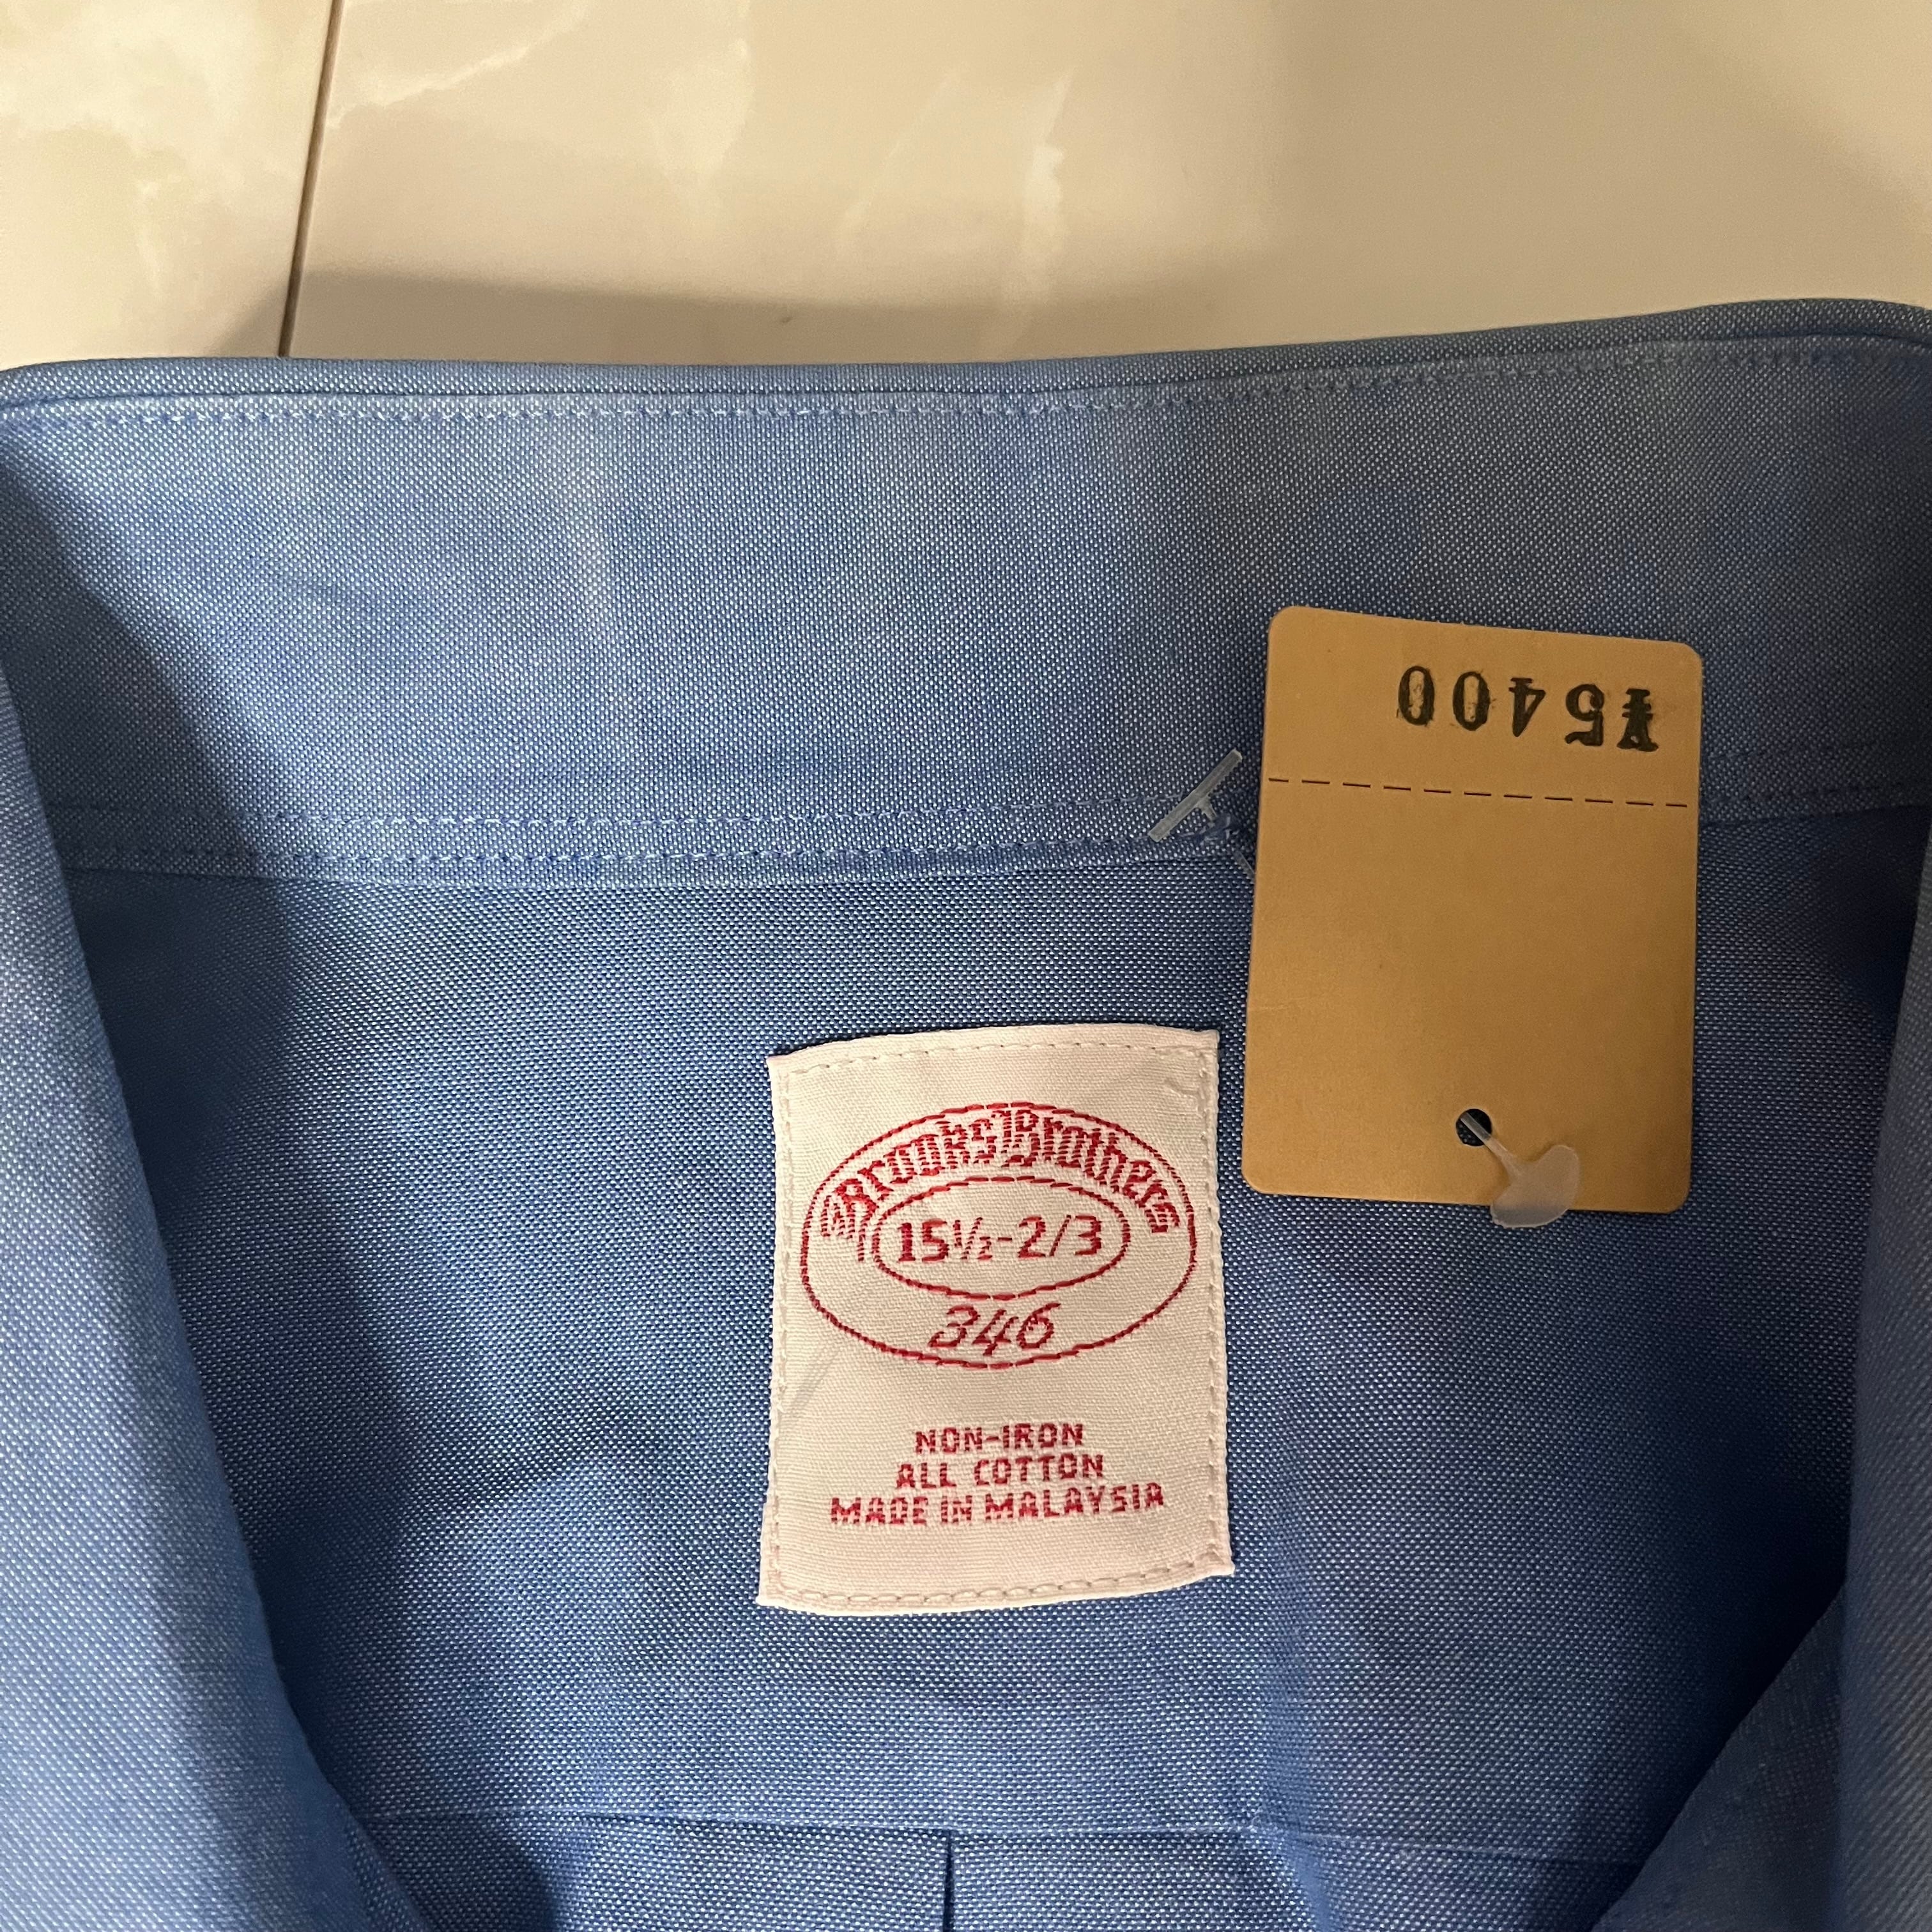 ¥5400
Brooks Brothers
15½-2/3
346
NON-IRON
ALL COTTON
MADE IN MALAYSIA